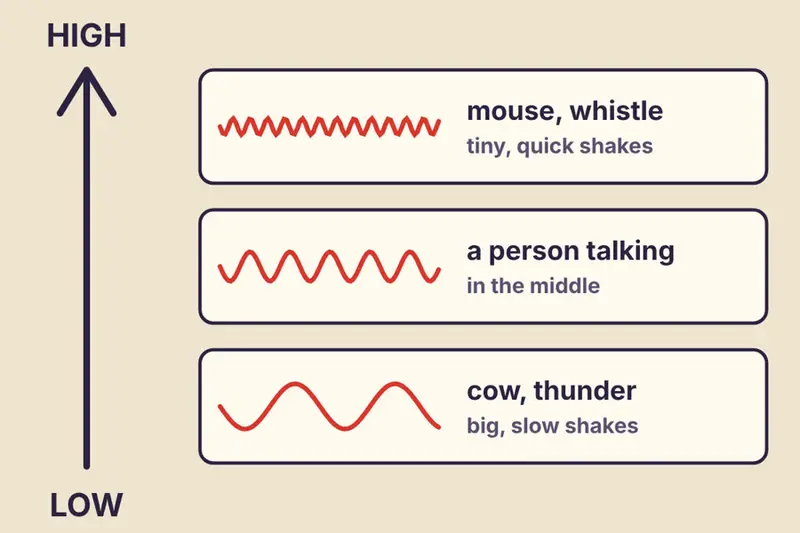 HIGH
mouse, whistle
tiny, quick shakes
a person talking
in the middle
cow, thunder
big, slow shakes
LOW